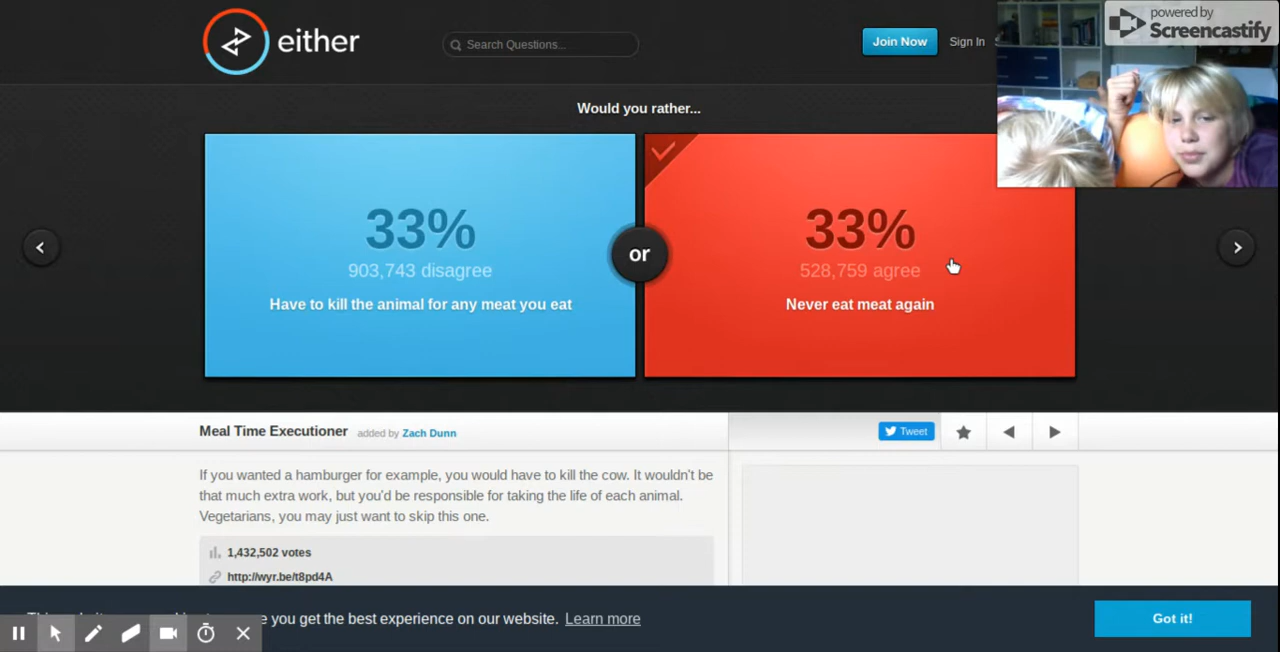 powered by
Screencastify
either
Search Questions...
Join Now
Sign In
Would you rather...
33%
903,743 disagree
Have to kill the animal for any meat you eat
or
33%
528,759 agree
Never eat meat again
Meal Time Executioner added by Zach Dunn
Tweet
If you wanted a hamburger for example, you would have to kill the cow. It wouldn't be
that much extra work, but you'd be responsible for taking the life of each animal.
Vegetarians, you may just want to skip this one.
1,432,502 votes
http://wyr.be/t8pd4A
you get the best experience on our website. Learn more
Got it!